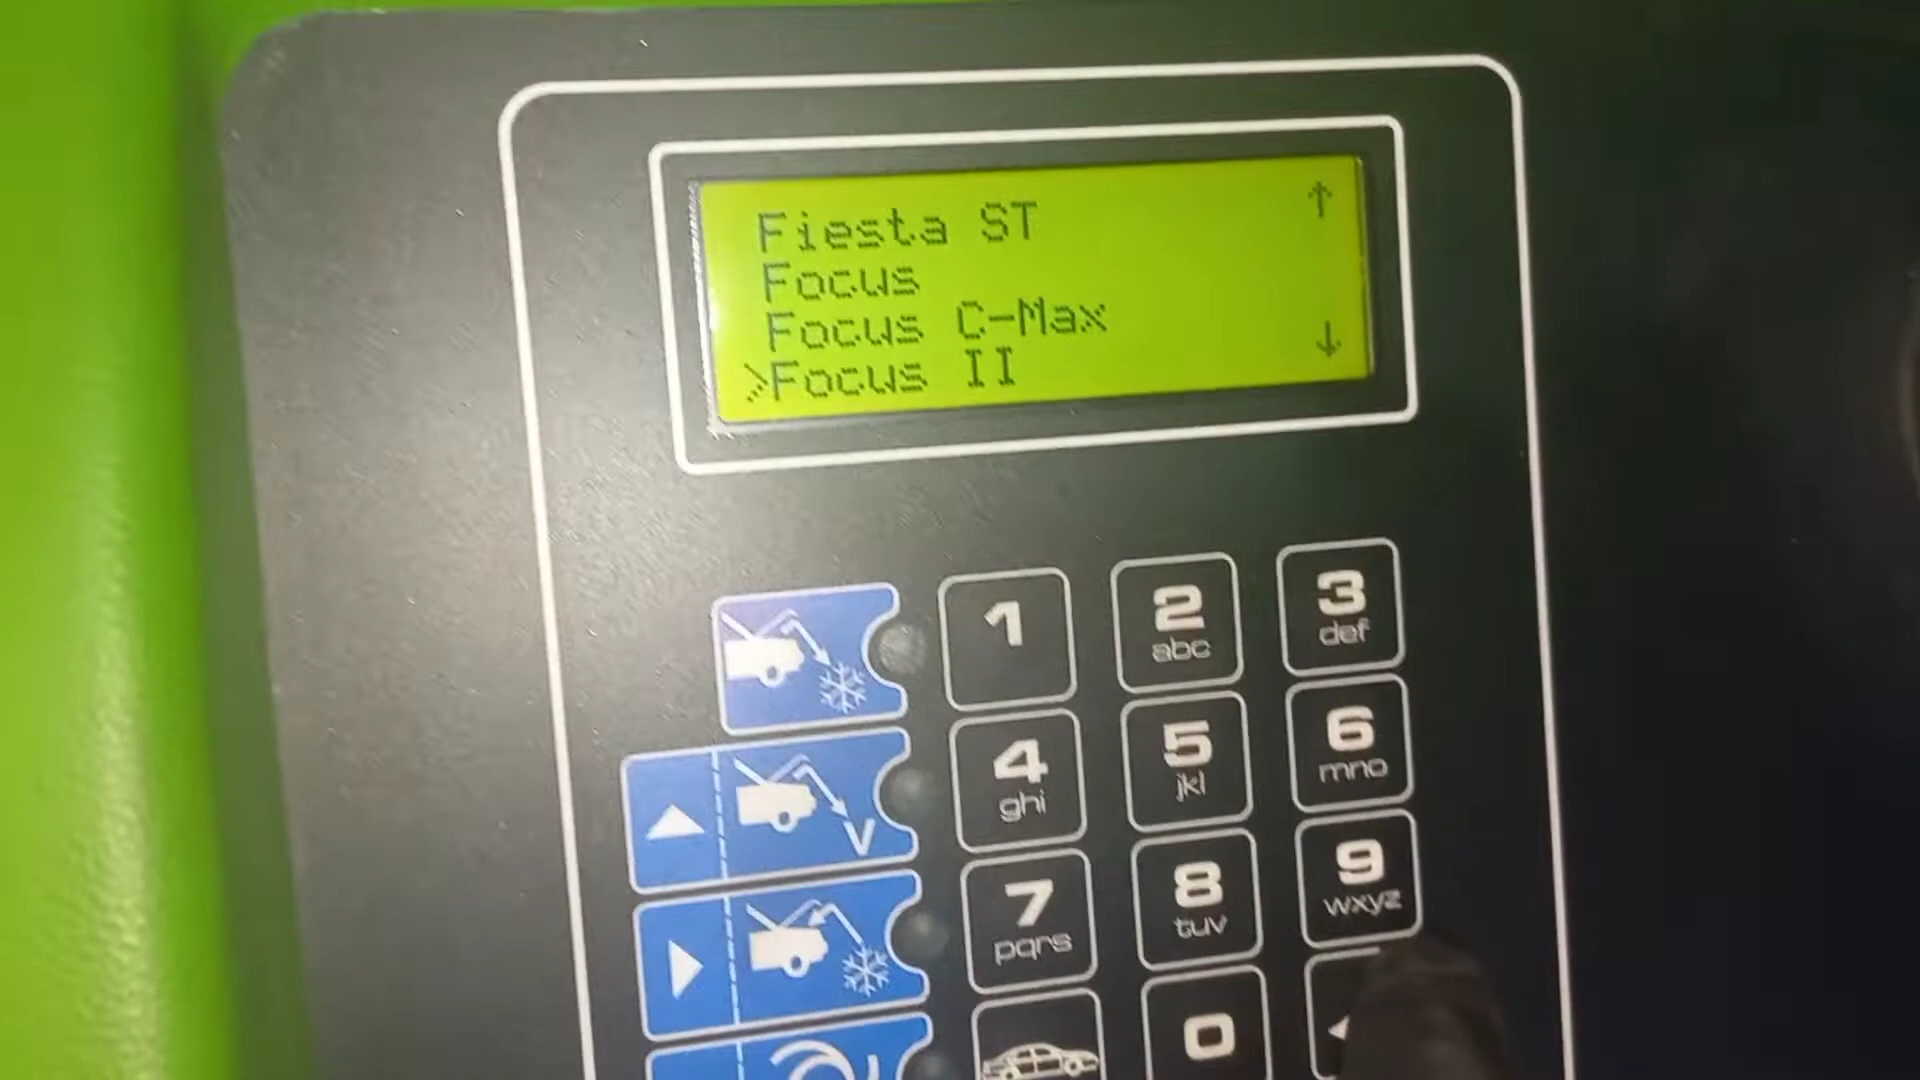 Fiesta ST
Focus
Focus C-Max
>Focus II
1
2
abc
3
def
4
ghi
5
jkl
6
mno
V
7
pqrs
8
tuv
9
wxyz
0